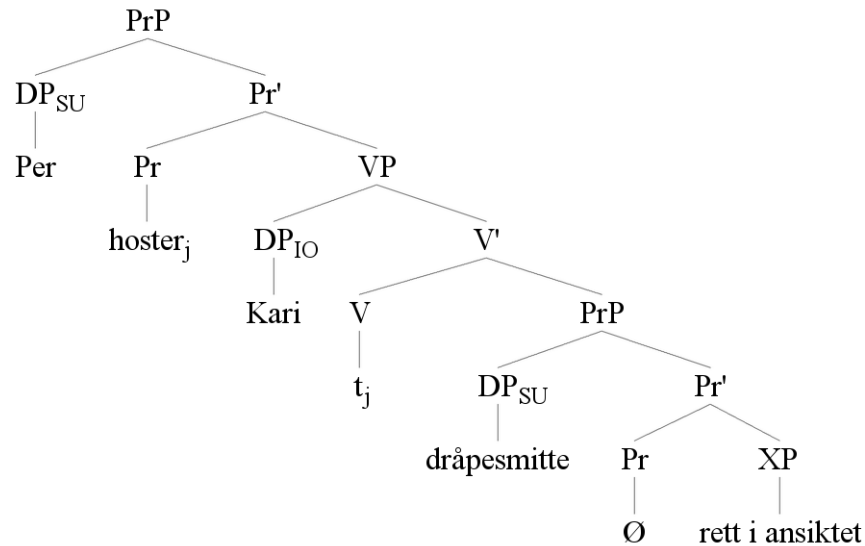 PrP
DP_SU Pr'
Per Pr VP
hoster_j DP_IO V'
Kari V PrP
t_j DP_SU Pr'
dråpesmitte Pr XP
Ø rett i ansiktet